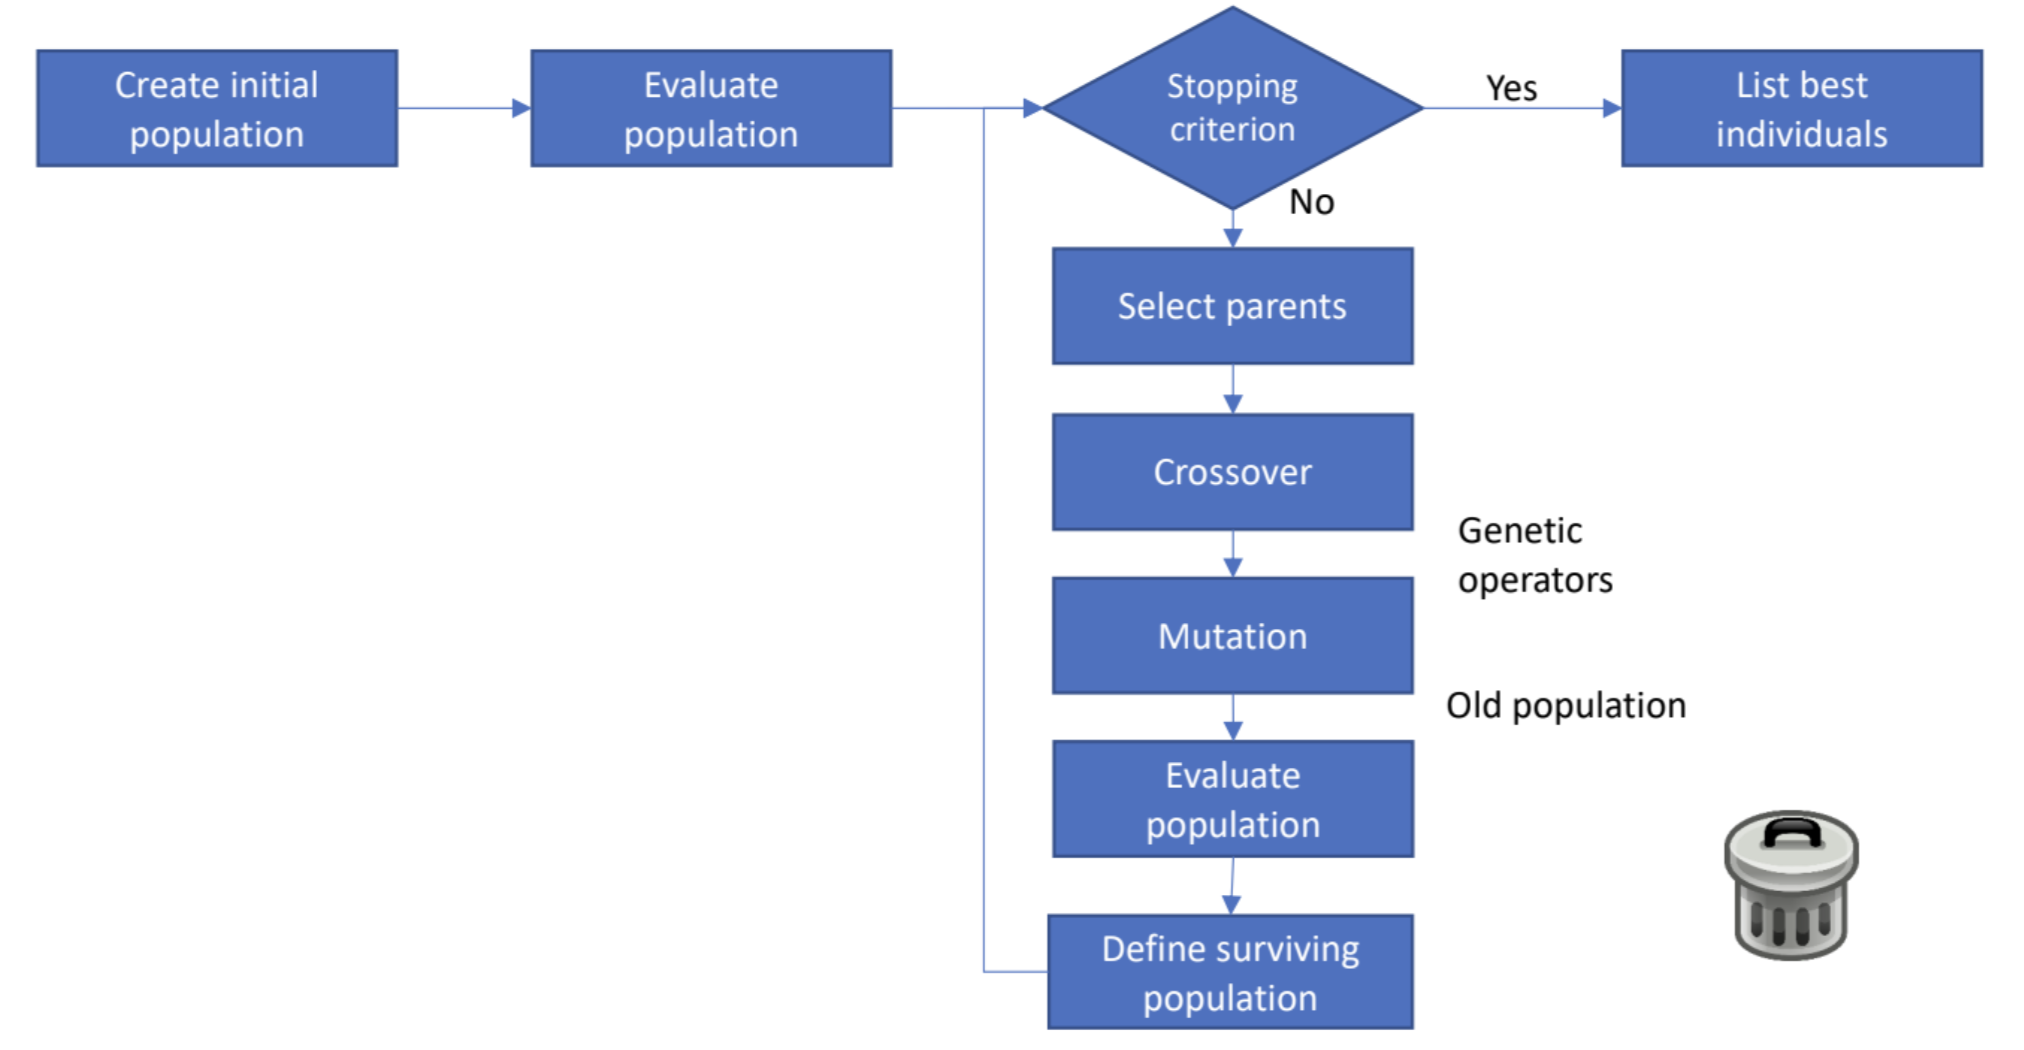 Create initial
population
Evaluate
population
Stopping
criterion
Yes
List best
individuals
No
Select parents
Crossover
Genetic
operators
Mutation
Old population
Evaluate
population
Define surviving
population